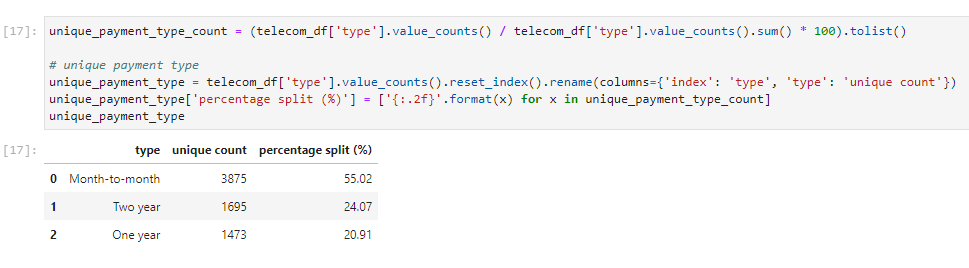 [17]: unique_payment_type_count = (telecom_df['type'].value_counts() / telecom_df['type'].value_counts().sum() * 100).tolist()
# unique payment type
unique_payment_type = telecom_df['type'].value_counts().reset_index().rename(columns={'index': 'type', 'type': 'unique count'})
unique_payment_type['percentage split (%)'] = ['{:.2f}'.format(x) for x in unique_payment_type_count]
unique_payment_type
[17]: type unique count percentage split (%)
0 Month-to-month 3875 55.02
1 Two year 1695 24.07
2 One year 1473 20.91